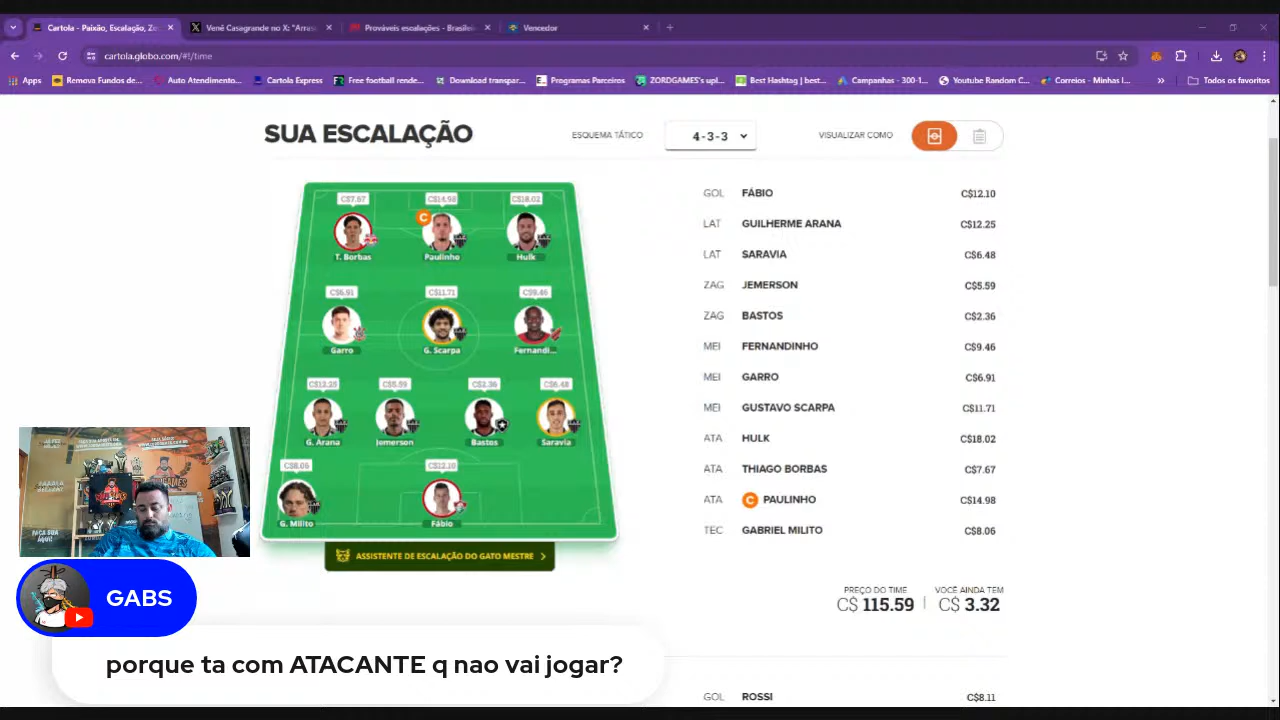 Cartola - Paixão, Escalação, Zi
Venê Casagrande no X: "Arras
Prováveis escalações - Brasileir
Vencedor
cartola.globo.com/#!/time
Apps
Remova Fundos de...
Auto Atendimento...
Cartola Express
Free football rende...
Download transpar...
Programas Parceiros
ZORDGAMES's upl...
Best Hashtag | best...
Campanhas - 300-1...
Youtube Random C...
Correios - Minhas I...
»
Todos os favoritos
SUA ESCALAÇÃO
ESQUEMA TÁTICO
4-3-3
VISUALIZAR COMO
C$7.67
C$14.98
C$18.02
C
T. Borbas
Paulinho
Hulk
C$6.91
C$11.71
C$9.46
Garro
G. Scarpa
Fernandi...
C$12.25
C$5.59
C$2.36
C$6.48
G. Arana
Jemerson
Bastos
Saravia
C$8.06
C$12.10
G. Milito
Fábio
ASSISTENTE DE ESCALAÇÃO DO GATO MESTRE
GOL FÁBIO C$12.10
LAT GUILHERME ARANA C$12.25
LAT SARAVIA C$6.48
ZAG JEMERSON C$5.59
ZAG BASTOS C$2.36
MEI FERNANDINHO C$9.46
MEI GARRO C$6.91
MEI GUSTAVO SCARPA C$11.71
ATA HULK C$18.02
ATA THIAGO BORBAS C$7.67
ATA C PAULINHO C$14.98
TEC GABRIEL MILITO C$8.06
PREÇO DO TIME
C$ 115.59
VOCÊ AINDA TEM
C$ 3.32
GOL ROSSI C$8.11
GABS
porque ta com ATACANTE q nao vai jogar?